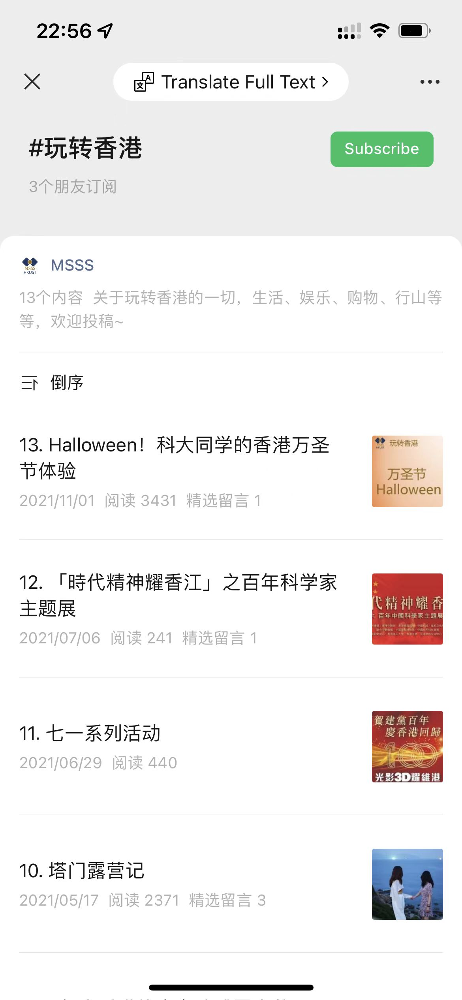 22:56
Translate Full Text
#玩转香港
Subscribe
3个朋友订阅
MSSS
HKUST
MSSS
13个内容 关于玩转香港的一切，生活、娱乐、购物、行山等
等，欢迎投稿~
倒序
13. Halloween！科大同学的香港万圣
节体验
2021/11/01 阅读 3431 精选留言 1
玩转香港
HKUST
万圣节
Halloween
12.「時代精神耀香江」之百年科学家
主题展
2021/07/06 阅读 241 精选留言 1
代精神耀香
之 百年中國科學家主題展
11. 七一系列活动
2021/06/29 阅读 440
賀建黨百年
慶香港回歸
100
光影3D耀維港
10. 塔门露营记
2021/05/17 阅读 2371 精选留言 3